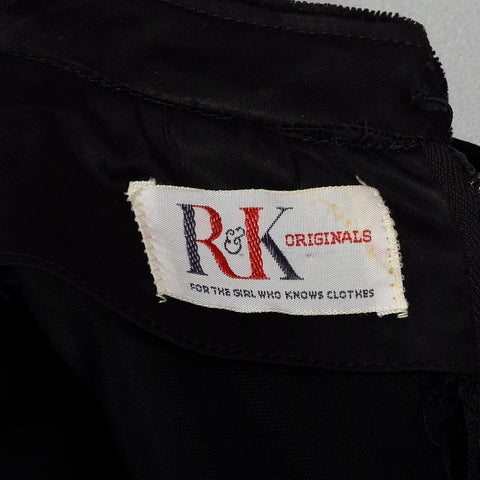 R&K ORIGINALS
FOR THE GIRL WHO KNOWS CLOTHES